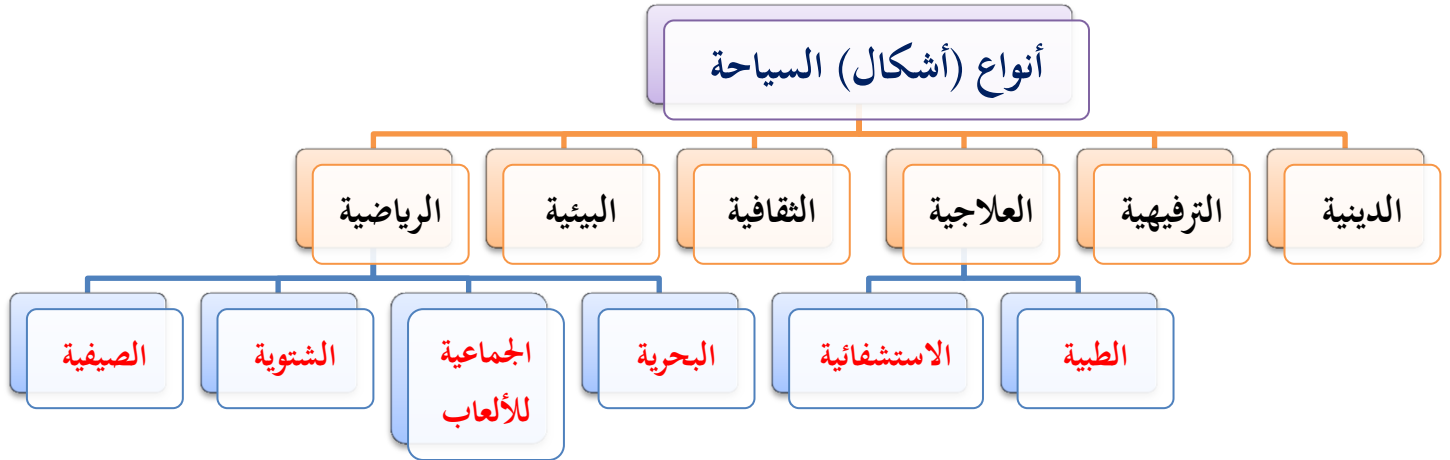 أنواع (أشكال) السياحة
الدينية
الترفيهية
العلاجية
الثقافية
البيئية
الرياضية
الطبية
الاستشفائية
البحرية
الجماعية
للألعاب
الشتوية
الصيفية